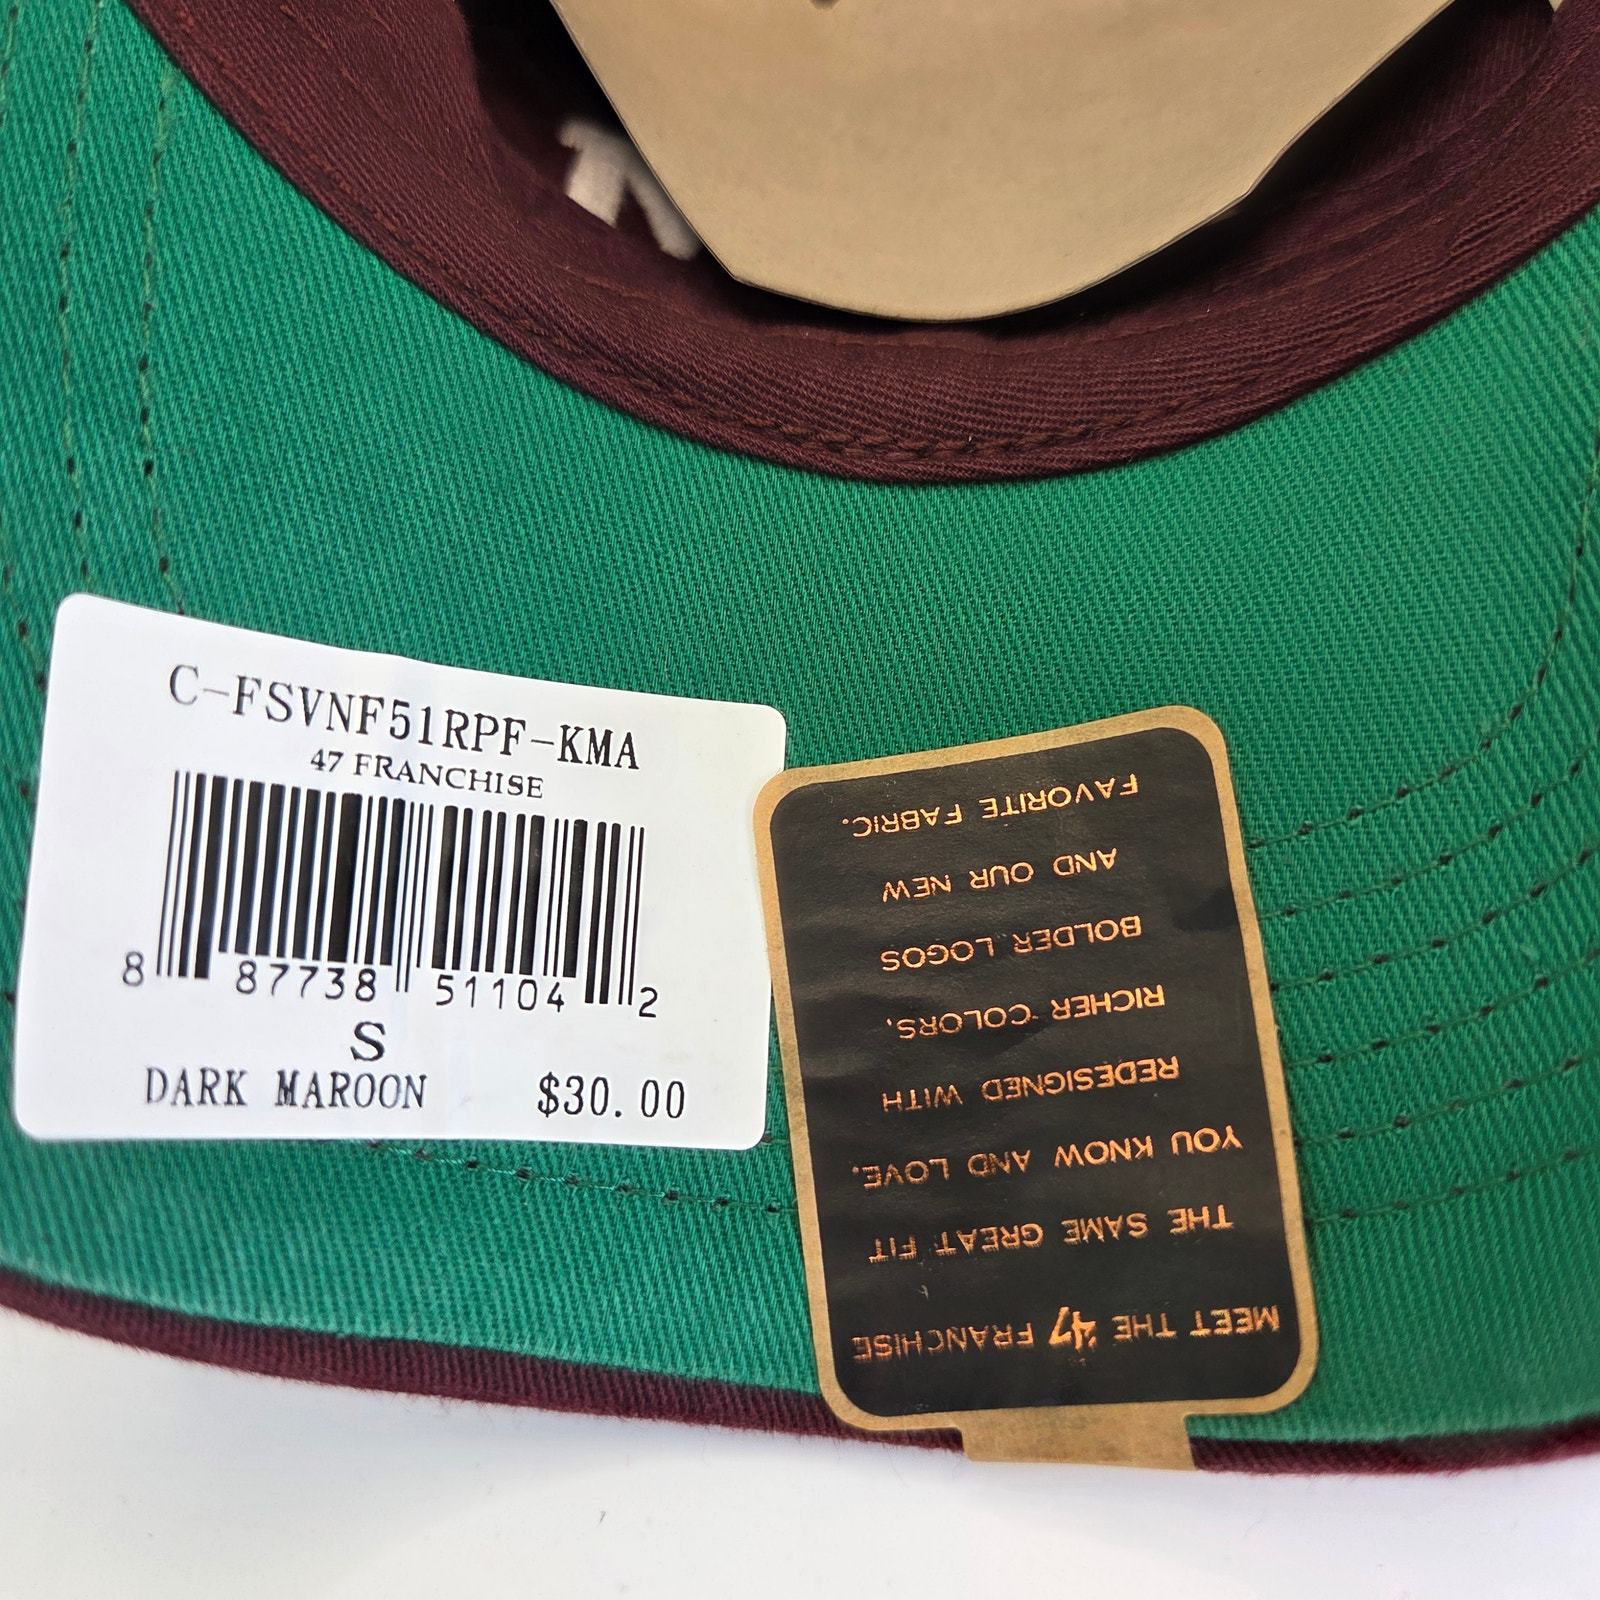 C-FSVNF51RPF-KMA
47 FRANCHISE
8 87738 51104 2
S
DARK MAROON $30.00
MEET THE '47 FRANCHISE
THE SAME GREAT FIT
YOU KNOW AND LOVE.
REDESIGNED WITH
RICHER COLORS,
BOLDER LOGOS
AND OUR NEW
FAVORITE FABRIC.